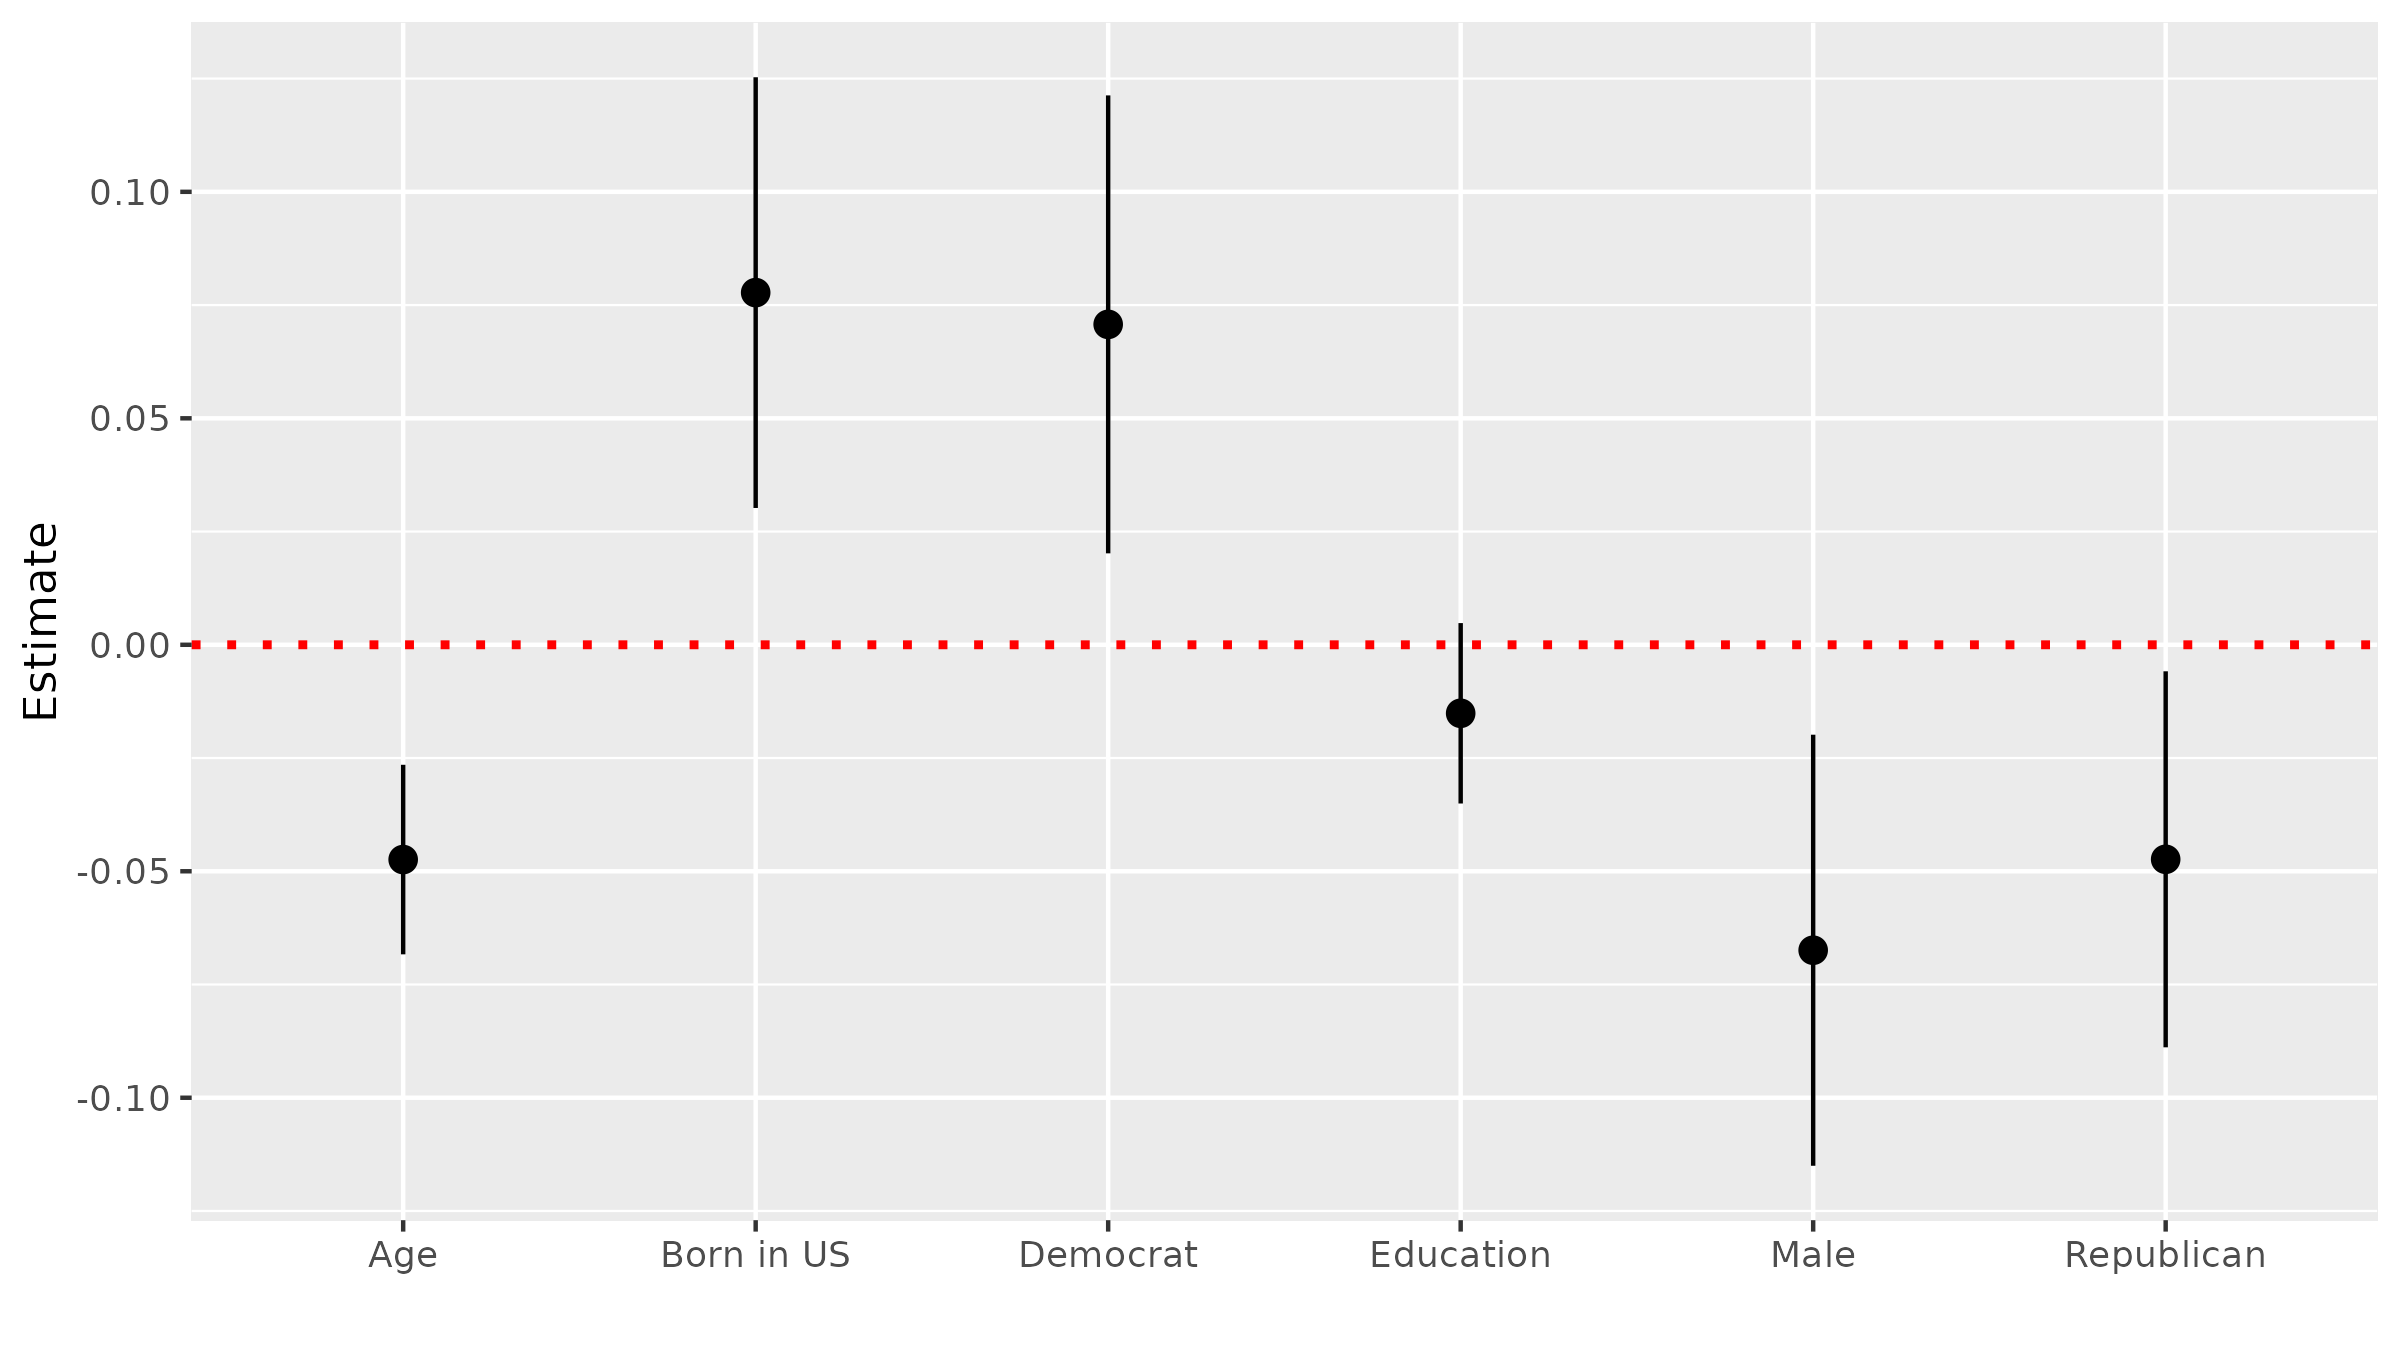 Estimate
0.10
0.05
0.00
-0.05
-0.10
Age
Born in US
Democrat
Education
Male
Republican